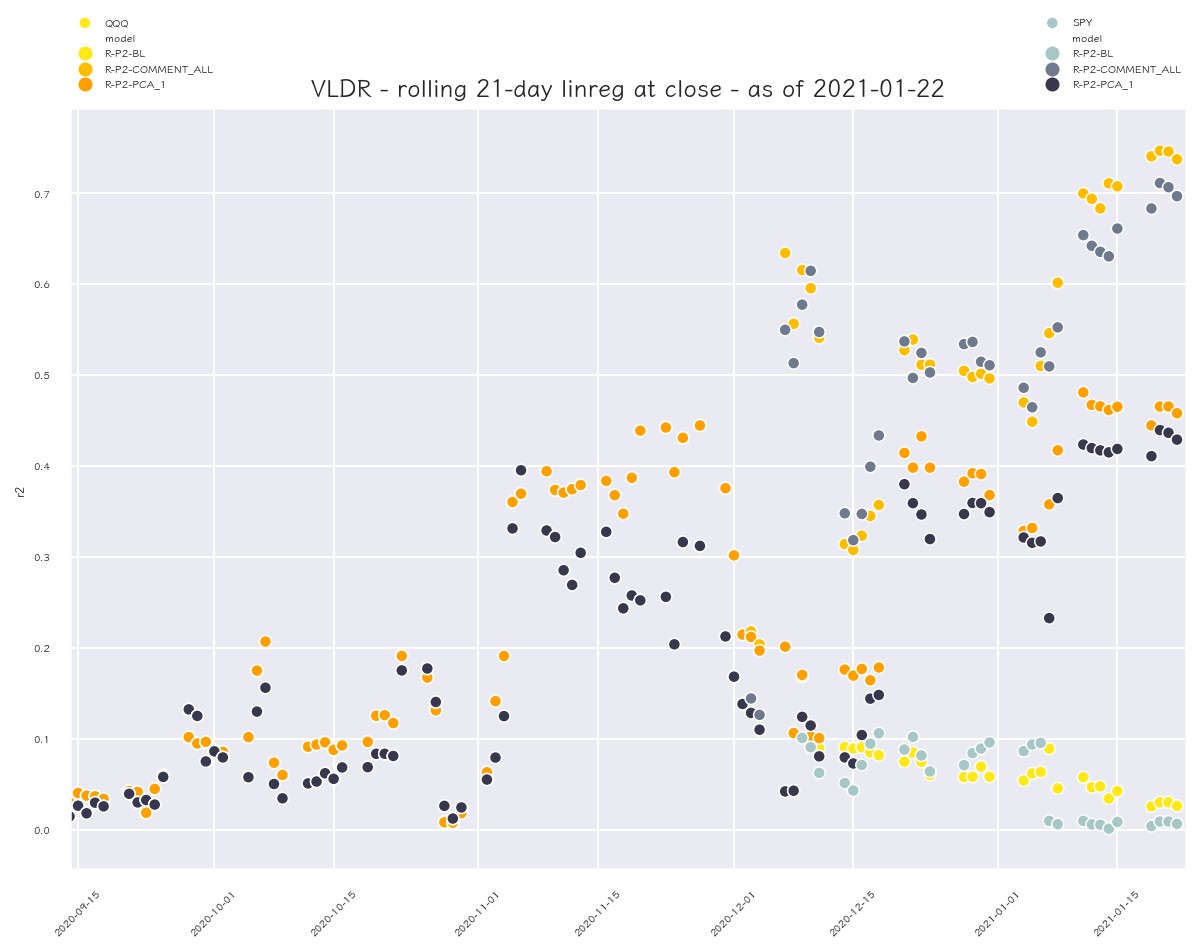 QQQ
model
R-P2-BL
R-P2-COMMENT_ALL
R-P2-PCA_1
SPY
model
R-P2-BL
R-P2-COMMENT_ALL
R-P2-PCA_1
VLDR - rolling 21-day linreg at close - as of 2021-01-22
0.7
0.6
0.5
0.4
0.3
0.2
0.1
0.0
r2
2020-09-15
2020-10-01
2020-10-15
2020-11-01
2020-11-15
2020-12-01
2020-12-15
2021-01-01
2021-01-15